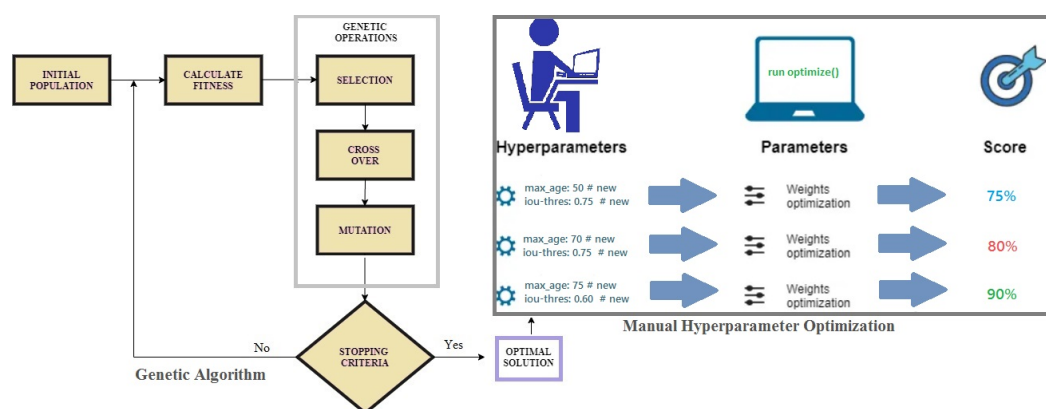 GENETIC
OPERATIONS
INITIAL
POPULATION
CALCULATE
FITNESS
SELECTION
CROSS
OVER
MUTATION
STOPPING
CRITERIA
No
Yes
Genetic Algorithm
OPTIMAL
SOLUTION
run optimize()
Hyperparameters
Parameters
Score
max_age: 50 # new
iou-thres: 0.75 # new
Weights
optimization
75%
max_age: 70 # new
iou-thres: 0.75 # new
Weights
optimization
80%
max_age: 75 # new
iou-thres: 0.60 # new
Weights
optimization
90%
Manual Hyperparameter Optimization